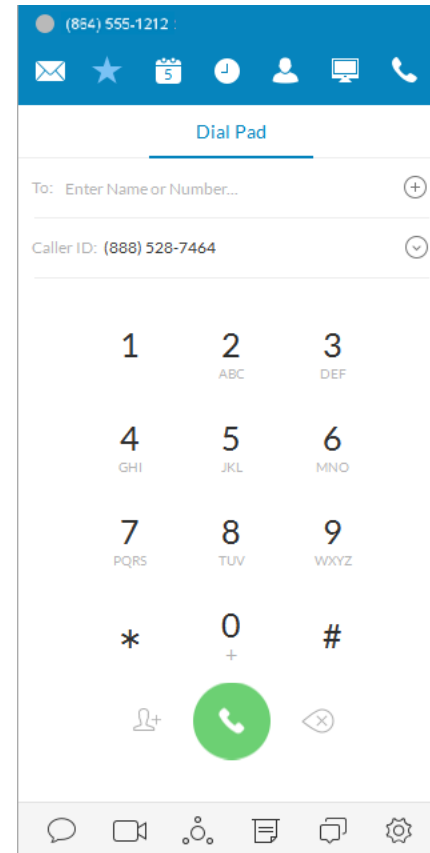 (864) 555-1212 :
5
Dial Pad
To: Enter Name or Number...
Caller ID: (888) 528-7464
1 2 3
ABC DEF
4 5 6
GHI JKL MNO
7 8 9
PQRS TUV WXYZ
* 0 #
+